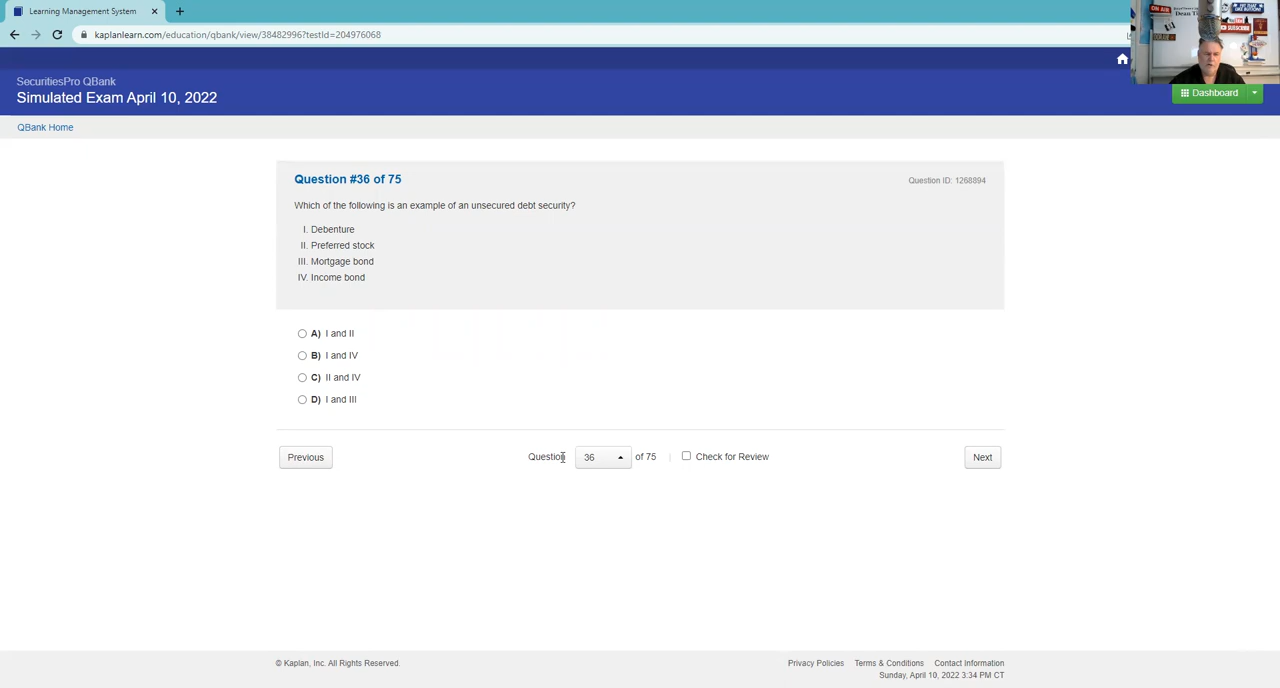 Learning Management System
kaplanlearn.com/education/qbank/view/38482996?testId=204976068
ON AIR
SecuritiesPro QBank
Simulated Exam April 10, 2022
Dashboard
QBank Home
Question #36 of 75
Question ID: 1268894
Which of the following is an example of an unsecured debt security?
I. Debenture
II. Preferred stock
III. Mortgage bond
IV. Income bond
A) I and II
B) I and IV
C) II and IV
D) I and III
Previous
Question 36 of 75
Check for Review
Next
© Kaplan, Inc. All Rights Reserved.
Privacy Policies Terms & Conditions Contact Information
Sunday, April 10, 2022 3:34 PM CT